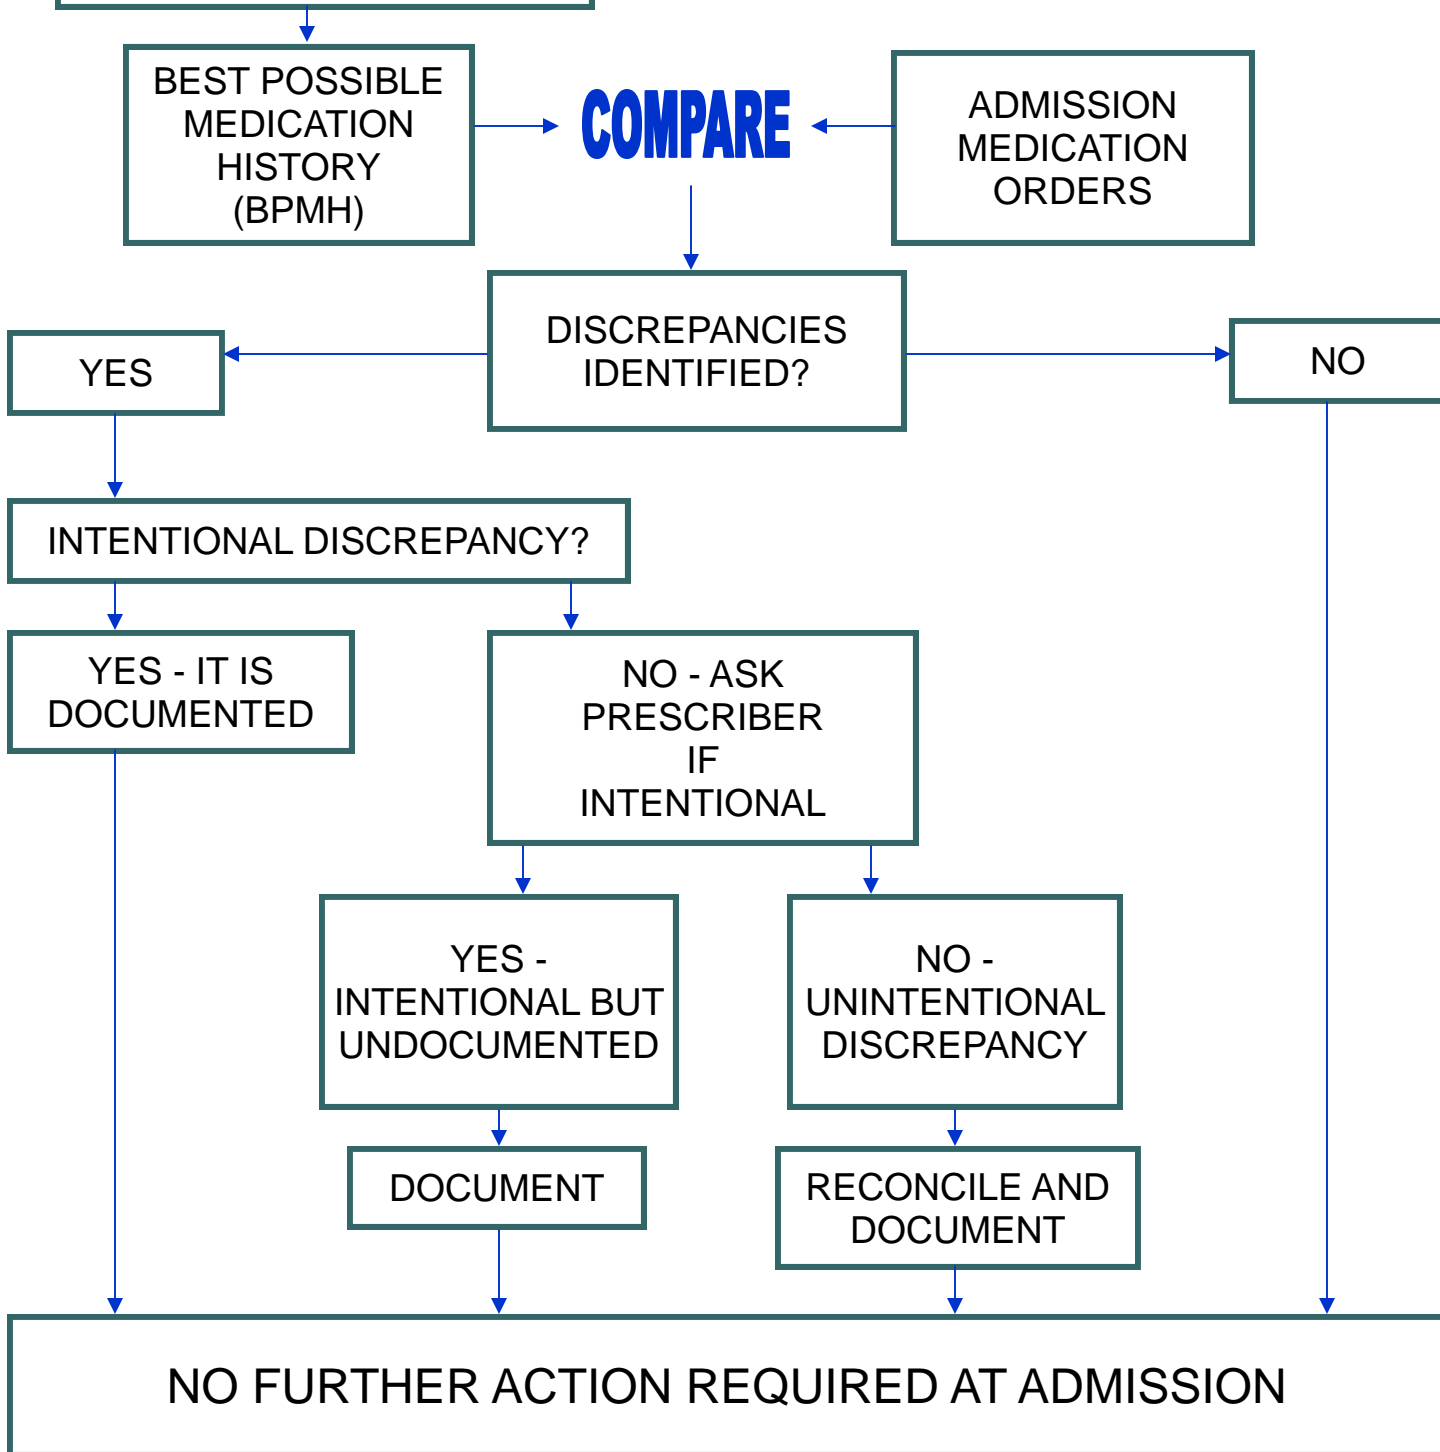 BEST POSSIBLE
MEDICATION
HISTORY
(BPMH)
COMPARE
ADMISSION
MEDICATION
ORDERS
DISCREPANCIES
IDENTIFIED?
YES
NO
INTENTIONAL DISCREPANCY?
YES - IT IS
DOCUMENTED
NO - ASK
PRESCRIBER
IF
INTENTIONAL
YES -
INTENTIONAL BUT
UNDOCUMENTED
NO -
UNINTENTIONAL
DISCREPANCY
DOCUMENT
RECONCILE AND
DOCUMENT
NO FURTHER ACTION REQUIRED AT ADMISSION